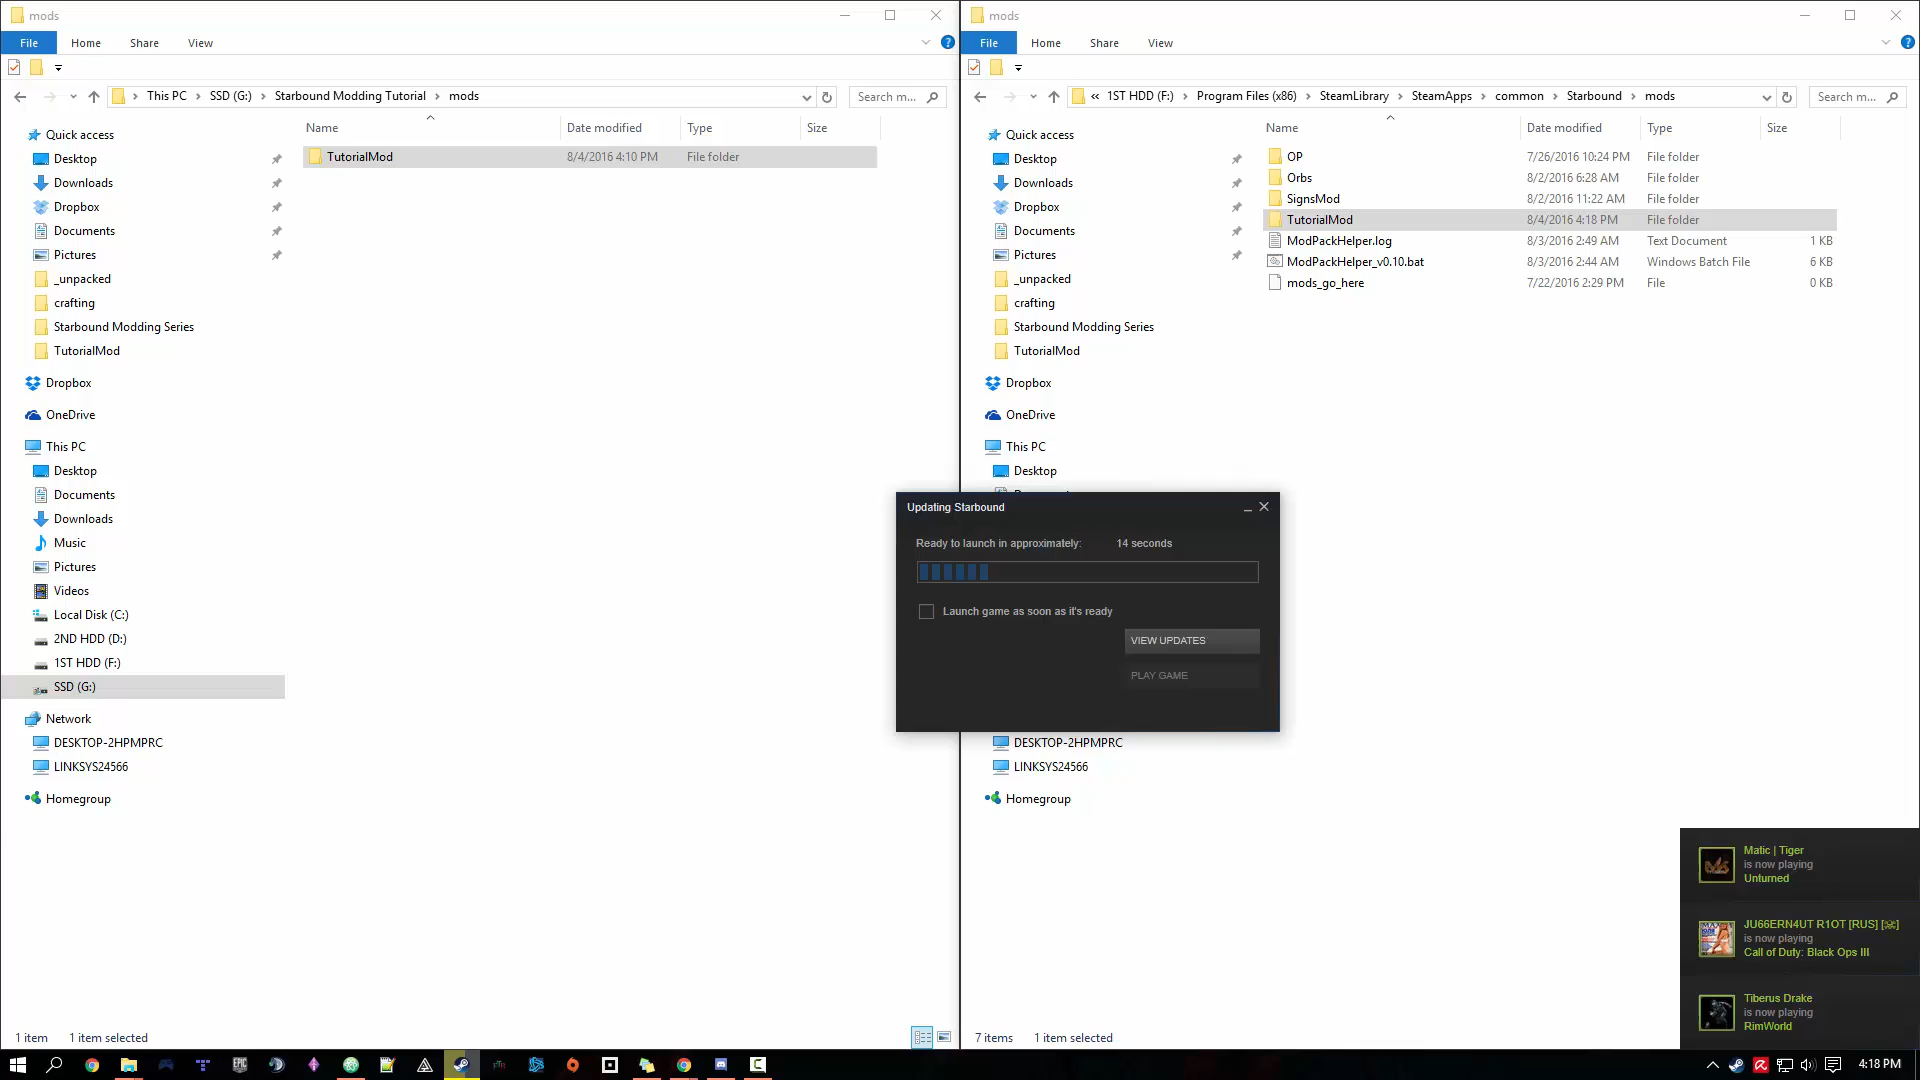 mods
File
Home
Share
View
This PC
SSD (G:)
Starbound Modding Tutorial
mods
Search m...
Quick access
Desktop
Downloads
Dropbox
Documents
Pictures
_unpacked
crafting
Starbound Modding Series
TutorialMod
Dropbox
OneDrive
This PC
Desktop
Documents
Downloads
Music
Pictures
Videos
Local Disk (C:)
2ND HDD (D:)
1ST HDD (F:)
SSD (G:)
Network
DESKTOP-2HPMPRC
LINKSYS24566
Homegroup
Name Date modified Type Size
TutorialMod 8/4/2016 4:10 PM File folder
1 item 1 item selected
mods
File
Home
Share
View
« 1ST HDD (F:)
Program Files (x86)
SteamLibrary
SteamApps
common
Starbound
mods
Search m...
Quick access
Desktop
Downloads
Dropbox
Documents
Pictures
_unpacked
crafting
Starbound Modding Series
TutorialMod
Dropbox
OneDrive
This PC
Desktop
DESKTOP-2HPMPRC
LINKSYS24566
Homegroup
Name Date modified Type Size
OP 7/26/2016 10:24 PM File folder
Orbs 8/2/2016 6:28 AM File folder
SignsMod 8/2/2016 11:22 AM File folder
TutorialMod 8/4/2016 4:18 PM File folder
ModPackHelper.log 8/3/2016 2:49 AM Text Document 1 KB
ModPackHelper_v0.10.bat 8/3/2016 2:44 AM Windows Batch File 6 KB
mods_go_here 7/22/2016 2:29 PM File 0 KB
7 items 1 item selected
Updating Starbound
Ready to launch in approximately: 14 seconds
Launch game as soon as it's ready
VIEW UPDATES
PLAY GAME
Matic | Tiger
is now playing
Unturned
JU66ERN4UT R1OT [RUS]
is now playing
Call of Duty: Black Ops III
Tiberus Drake
is now playing
RimWorld
EPIC
4:18 PM